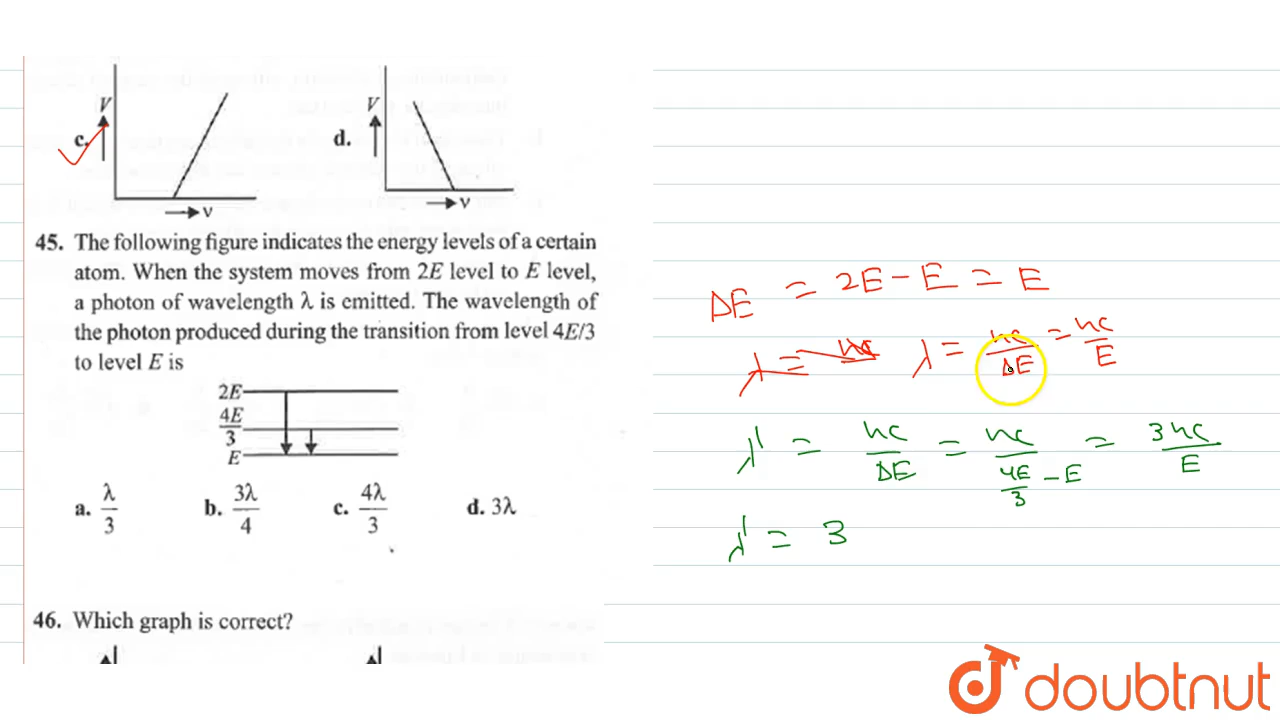 V
c.
v
V
d.
v
45. The following figure indicates the energy levels of a certain
atom. When the system moves from 2E level to E level,
a photon of wavelength λ is emitted. The wavelength of
the photon produced during the transition from level 4E/3
to level E is
2E
4E
3
E
a. λ/3 b. 3λ/4 c. 4λ/3 d. 3λ
46. Which graph is correct?
ΔE = 2E - E = E
λ = hc/ΔE = hc/E
λ' = hc/ΔE = hc/(4E/3 - E) = 3hc/E
λ' = 3
doubtnut